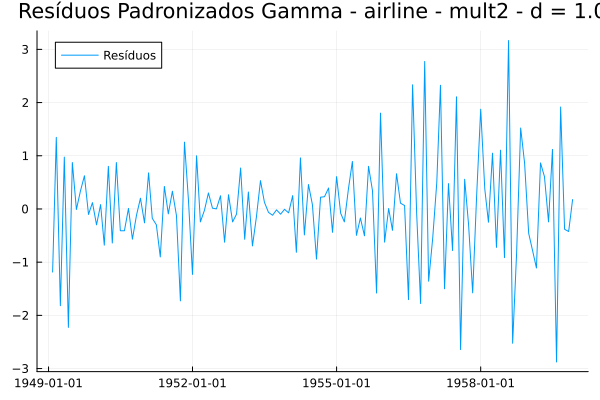 Resíduos Padronizados Gamma - airline - mult2 - d = 1.0
Resíduos
3
2
1
0
−1
−2
−3
1949-01-01 1952-01-01 1955-01-01 1958-01-01